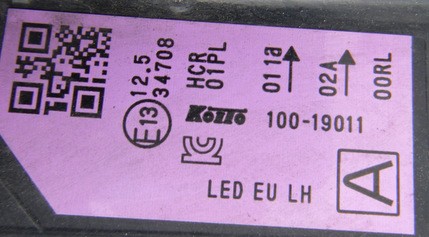 E13
12.5
34708
HCR
01PL
01 1a
02A
00RL
KOITO
100-19011
LED EU LH
A